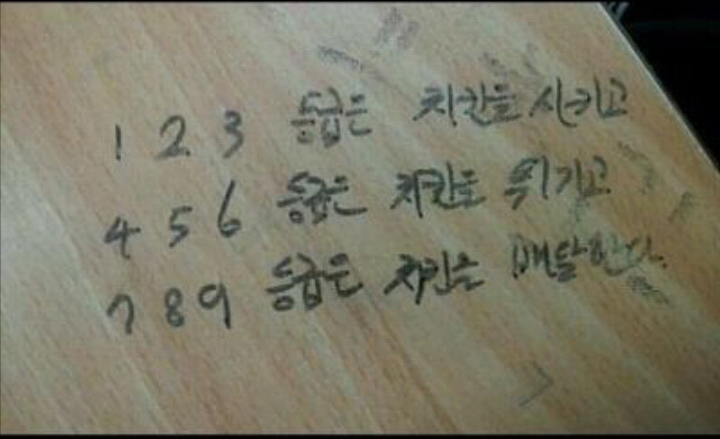 1 2 3 등급은 치킨을 시키고
4 5 6 등급은 치킨을 튀기고
7 8 9 등급은 치킨을 배달한다.